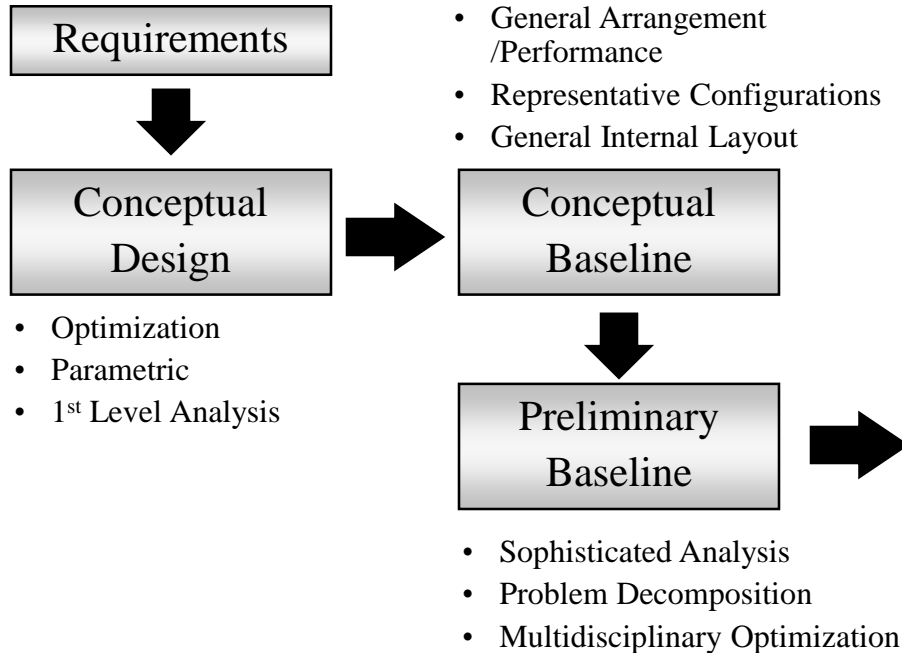 Requirements
Conceptual
Design
• Optimization
• Parametric
• 1st Level Analysis
• General Arrangement
/Performance
• Representative Configurations
• General Internal Layout
Conceptual
Baseline
Preliminary
Baseline
• Sophisticated Analysis
• Problem Decomposition
• Multidisciplinary Optimization